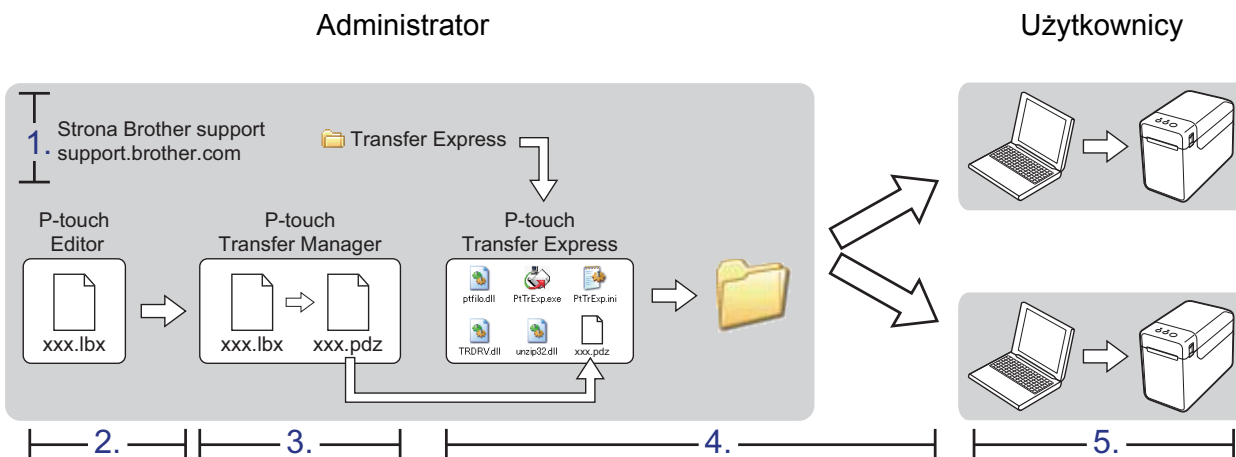 Administrator
Użytkownicy
1. Strona Brother support
support.brother.com
Transfer Express
P-touch
Editor
P-touch
Transfer Manager
P-touch
Transfer Express
xxx.lbx
xxx.lbx
xxx.pdz
ptfilo.dll
PtTrExp.exe
PtTrExp.ini
TRDRV.dll
unzip32.dll
xxx.pdz
2.
3.
4.
5.